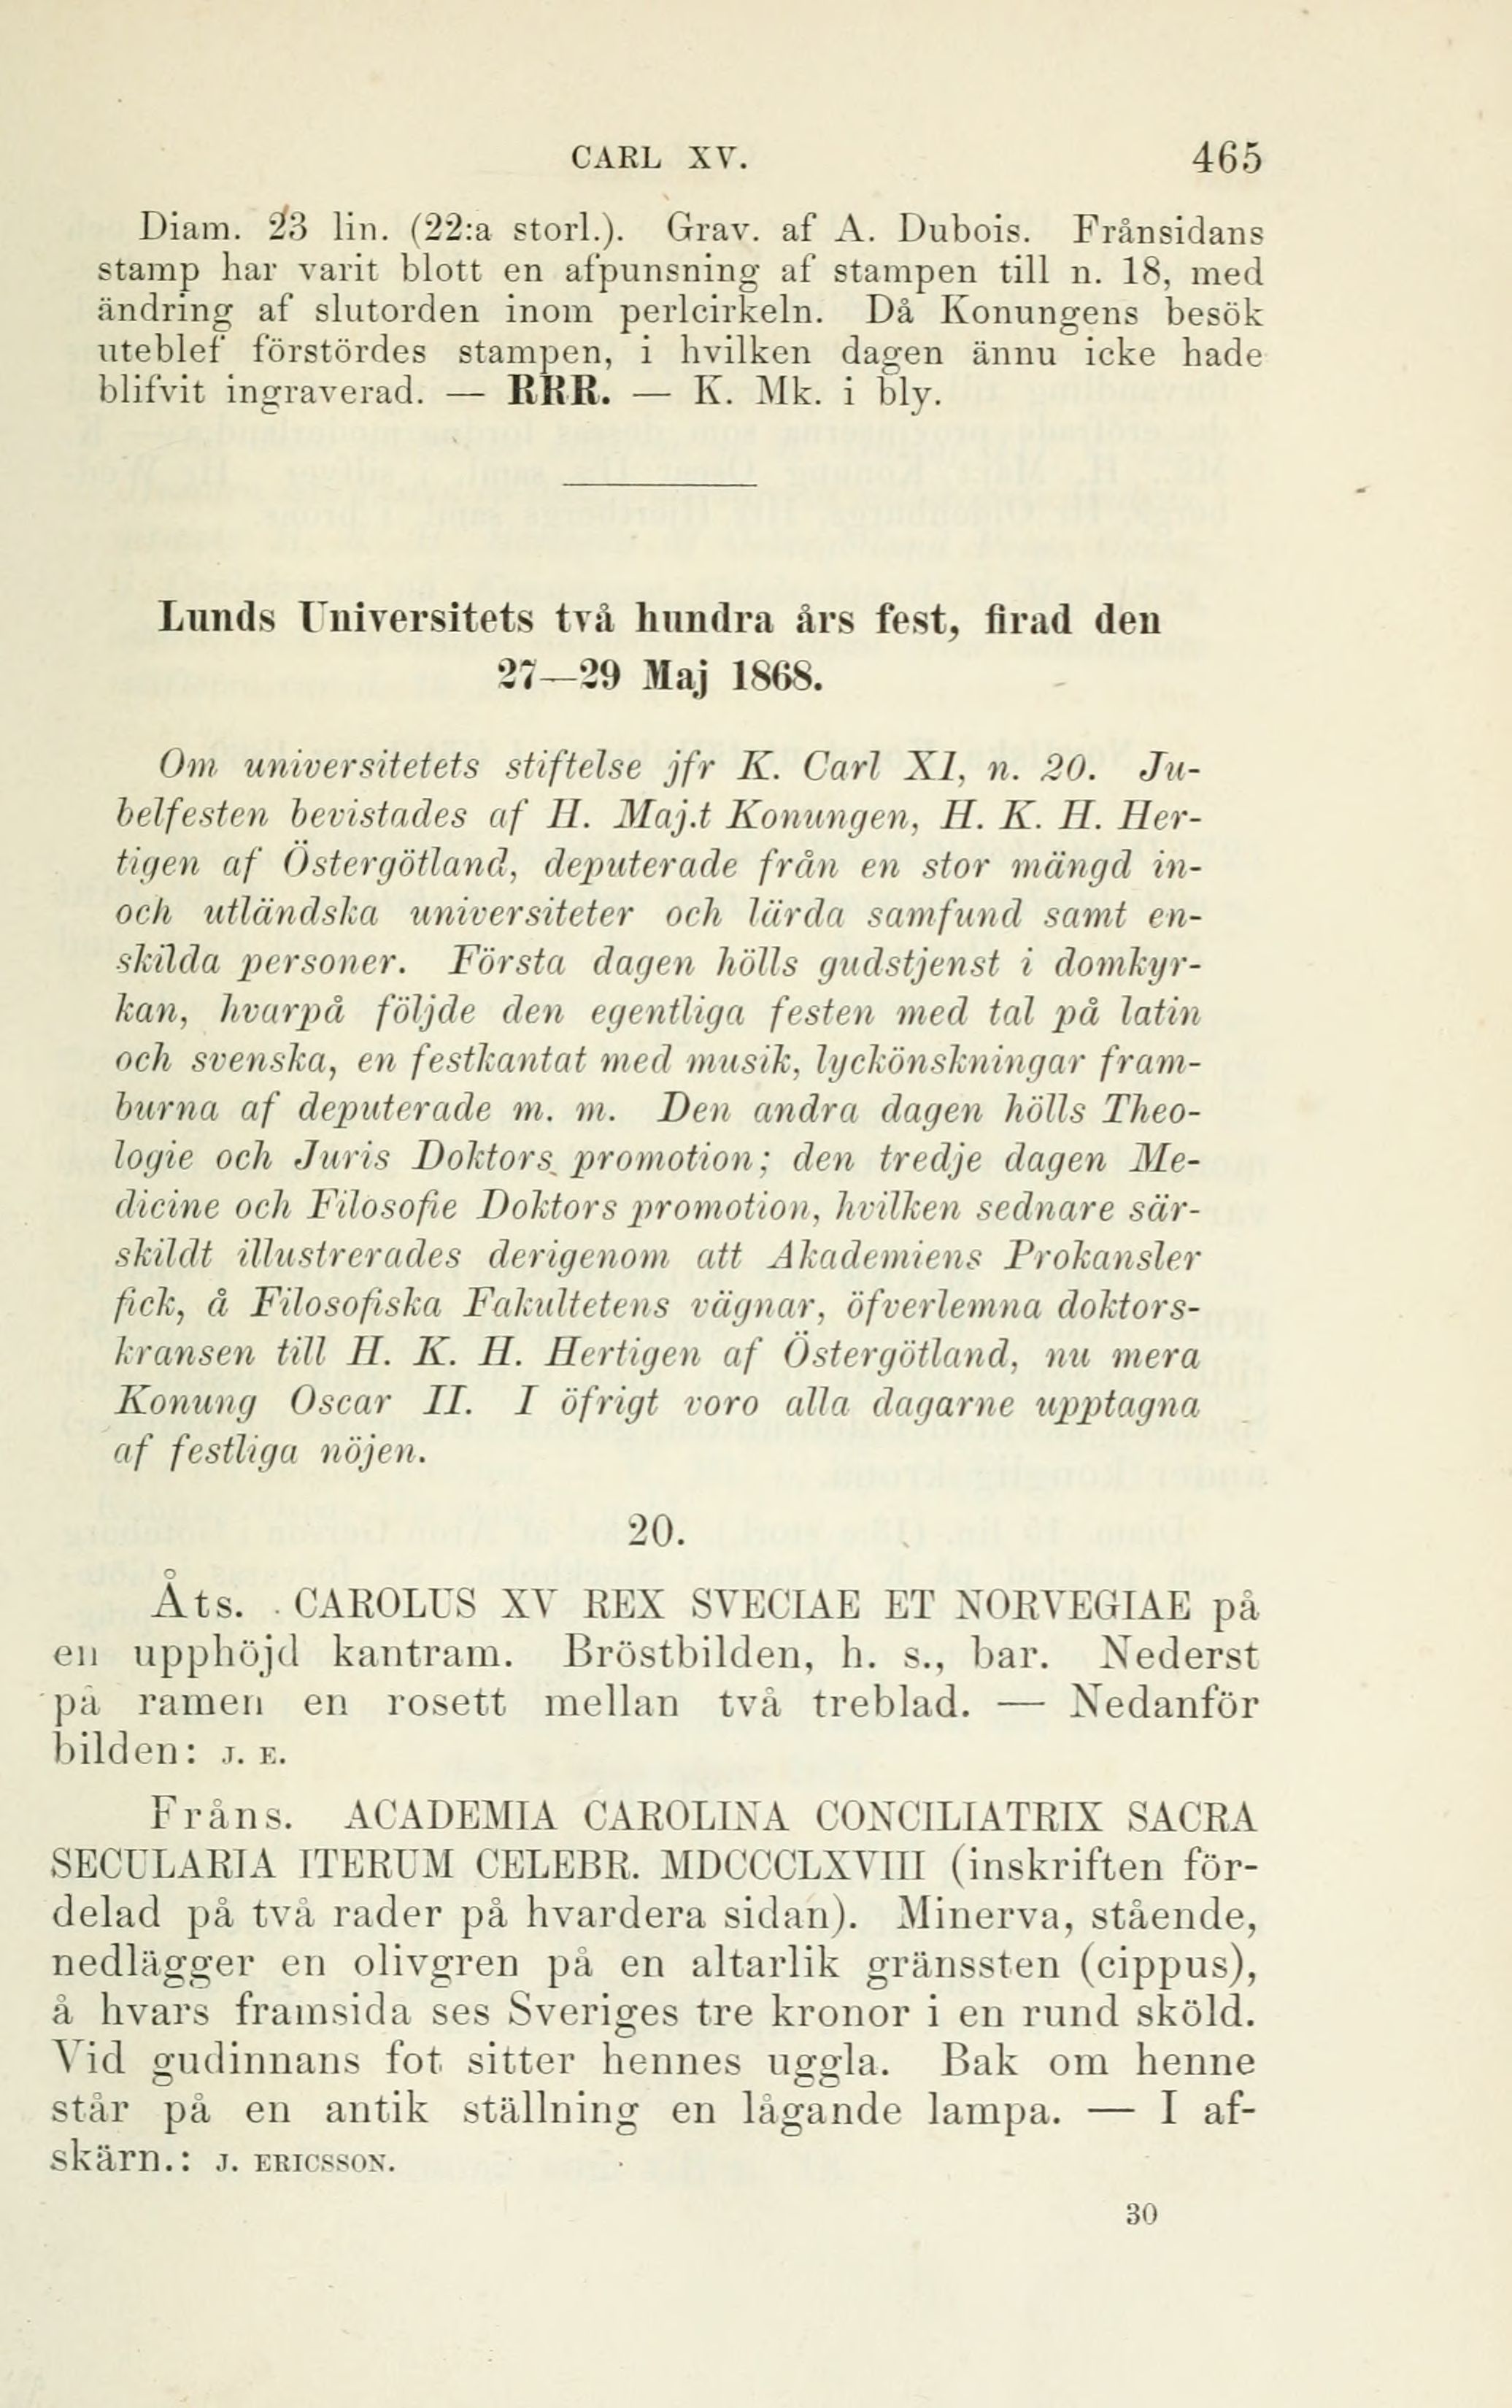 CARL XV. 465
Diam. 23 lin. (22:a storl.). Grav. af A. Dubois. Frånsidans
stamp har varit blott en afpunsning af stampen till n. 18, med
ändring af slutorden inom perlcirkeln. Då Konungens besök
uteblef förstördes stampen, i hvilken dagen ännu icke hade
blifvit ingraverad. — RRR. — K. Mk. i bly.
Lunds Universitets två hundra års fest, firad den
27—29 Maj 1868.
Om universitetets stiftelse jfr K. Carl XI, n. 20. Ju-
belfesten bevistades af H. Maj.t Konungen, H. K. H. Her-
tigen af Östergötland, deputerade från en stor mängd in-
och utländska universiteter och lärda samfund samt en-
skilda personer. Första dagen hölls gudstjenst i domkyr-
kan, hvarpå följde den egentliga festen med tal på latin
och svenska, en festkantat med musik, lyckönskningar fram-
burna af deputerade m. m. Den andra dagen hölls Theo-
logie och Juris Doktors promotion; den tredje dagen Me-
dicine och Filosofie Doktors promotion, hvilken sednare sär-
skildt illustrerades derigenom att Akademiens Prokansler
fick, å Filosofiska Fakultetens vägnar, öfverlemna doktors-
kransen till H. K. H. Hertigen af Östergötland, nu mera
Konung Oscar II. I öfrigt voro alla dagarne upptagna
af festliga nöjen.
20.
Åts. CAROLUS XV REX SVECIAE ET NORVEGIAE på
en upphöjd kantram. Bröstbilden, h. s., bar. Nederst
på ramen en rosett mellan två treblad. — Nedanför
bilden: J. E.
Fråns. ACADEMIA CAROLINA CONCILIATRIX SACRA
SECULARIA ITERUM CELEBR. MDCCCLXVIII (inskriften för-
delad på två rader på hvardera sidan). Minerva, stående,
nedlägger en olivgren på en altarlik gränssten (cippus),
å hvars framsida ses Sveriges tre kronor i en rund sköld.
Vid gudinnans fot sitter hennes uggla. Bak om henne
står på en antik ställning en lågande lampa. — I af-
skärn.: J. ERICSSON.
30